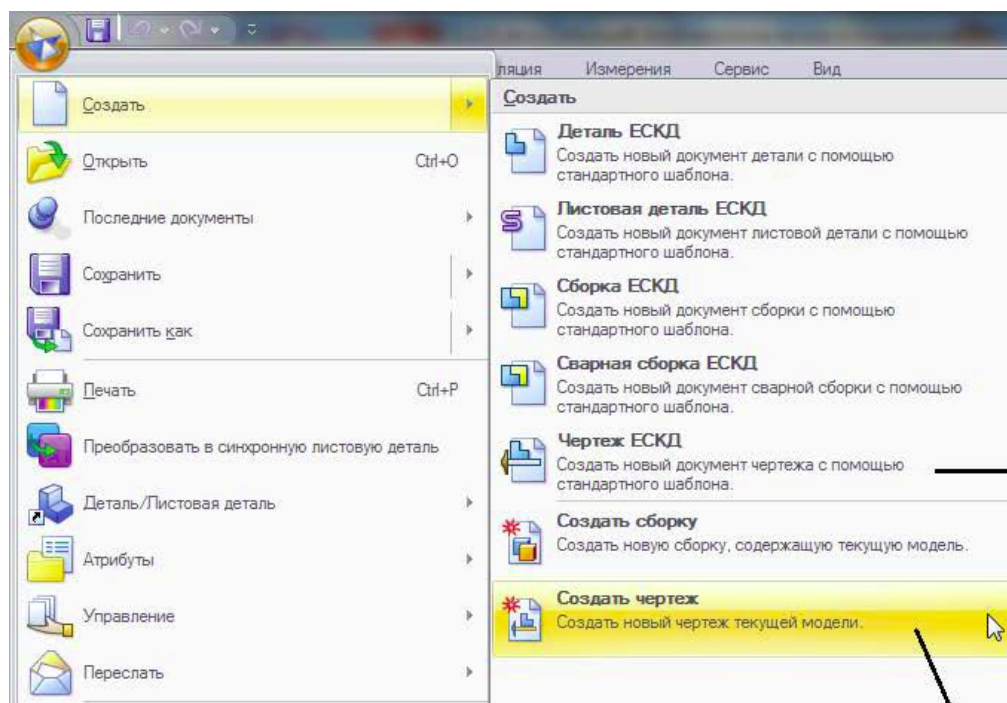 ляция Измерения Сервис Вид
Создать
Создать
Деталь ЕСКД
Создать новый документ детали с помощью
стандартного шаблона.
Открыть Ctrl+O
Последние документы
Листовая деталь ЕСКД
Создать новый документ листовой детали с помощью
стандартного шаблона.
Сохранить
Сборка ЕСКД
Создать новый документ сборки с помощью
стандартного шаблона.
Сохранить как
Сварная сборка ЕСКД
Создать новый документ сварной сборки с помощью
стандартного шаблона.
Печать Ctrl+P
Преобразовать в синхронную листовую деталь
Чертеж ЕСКД
Создать новый документ чертежа с помощью
стандартного шаблона.
Деталь/Листовая деталь
Создать сборку
Создать новую сборку, содержащую текущую модель.
Атрибуты
Создать чертеж
Создать новый чертеж текущей модели.
Управление
Переслать